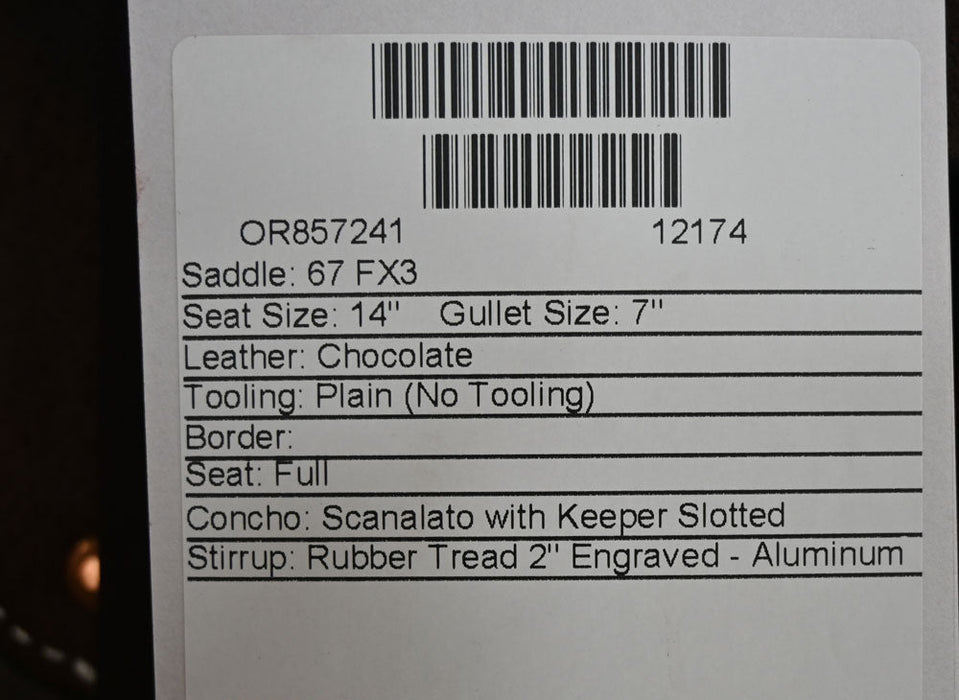 OR857241 12174
Saddle: 67 FX3
Seat Size: 14" Gullet Size: 7"
Leather: Chocolate
Tooling: Plain (No Tooling)
Border:
Seat: Full
Concho: Scanalato with Keeper Slotted
Stirrup: Rubber Tread 2" Engraved - Aluminum